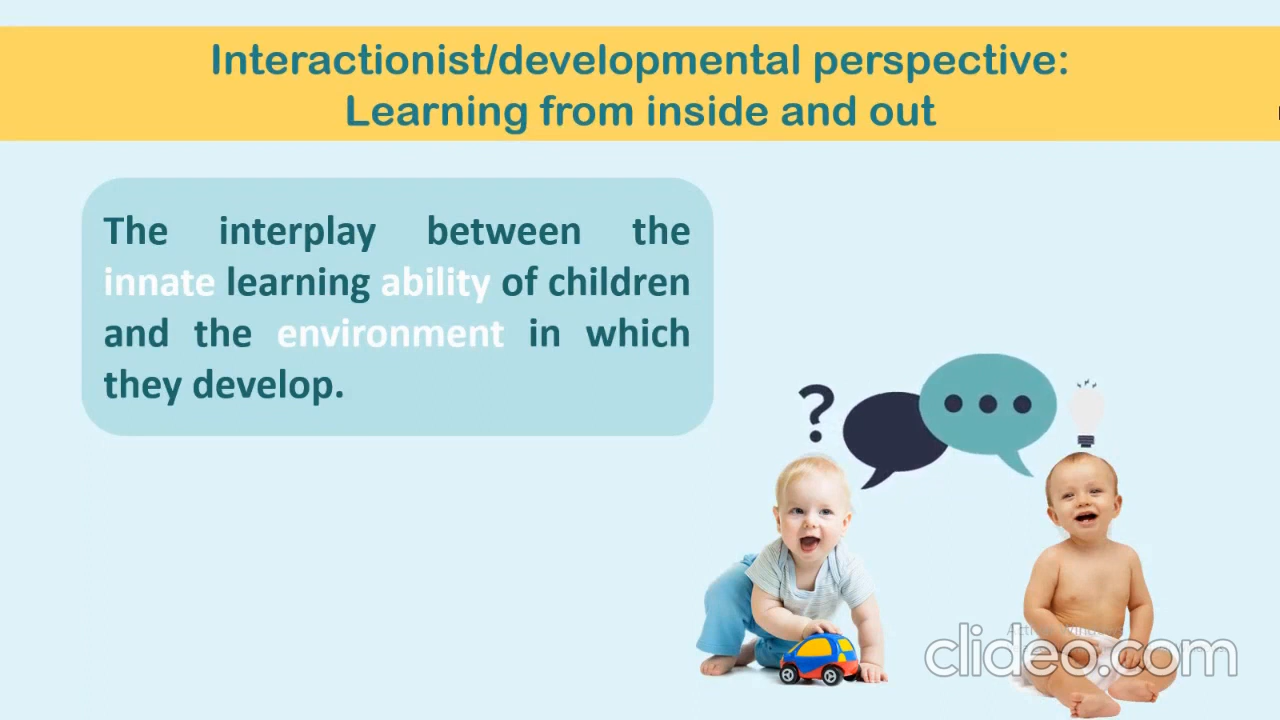 Interactionist/developmental perspective:
Learning from inside and out
The interplay between the
innate learning ability of children
and the environment in which
they develop.
?
clideo.com